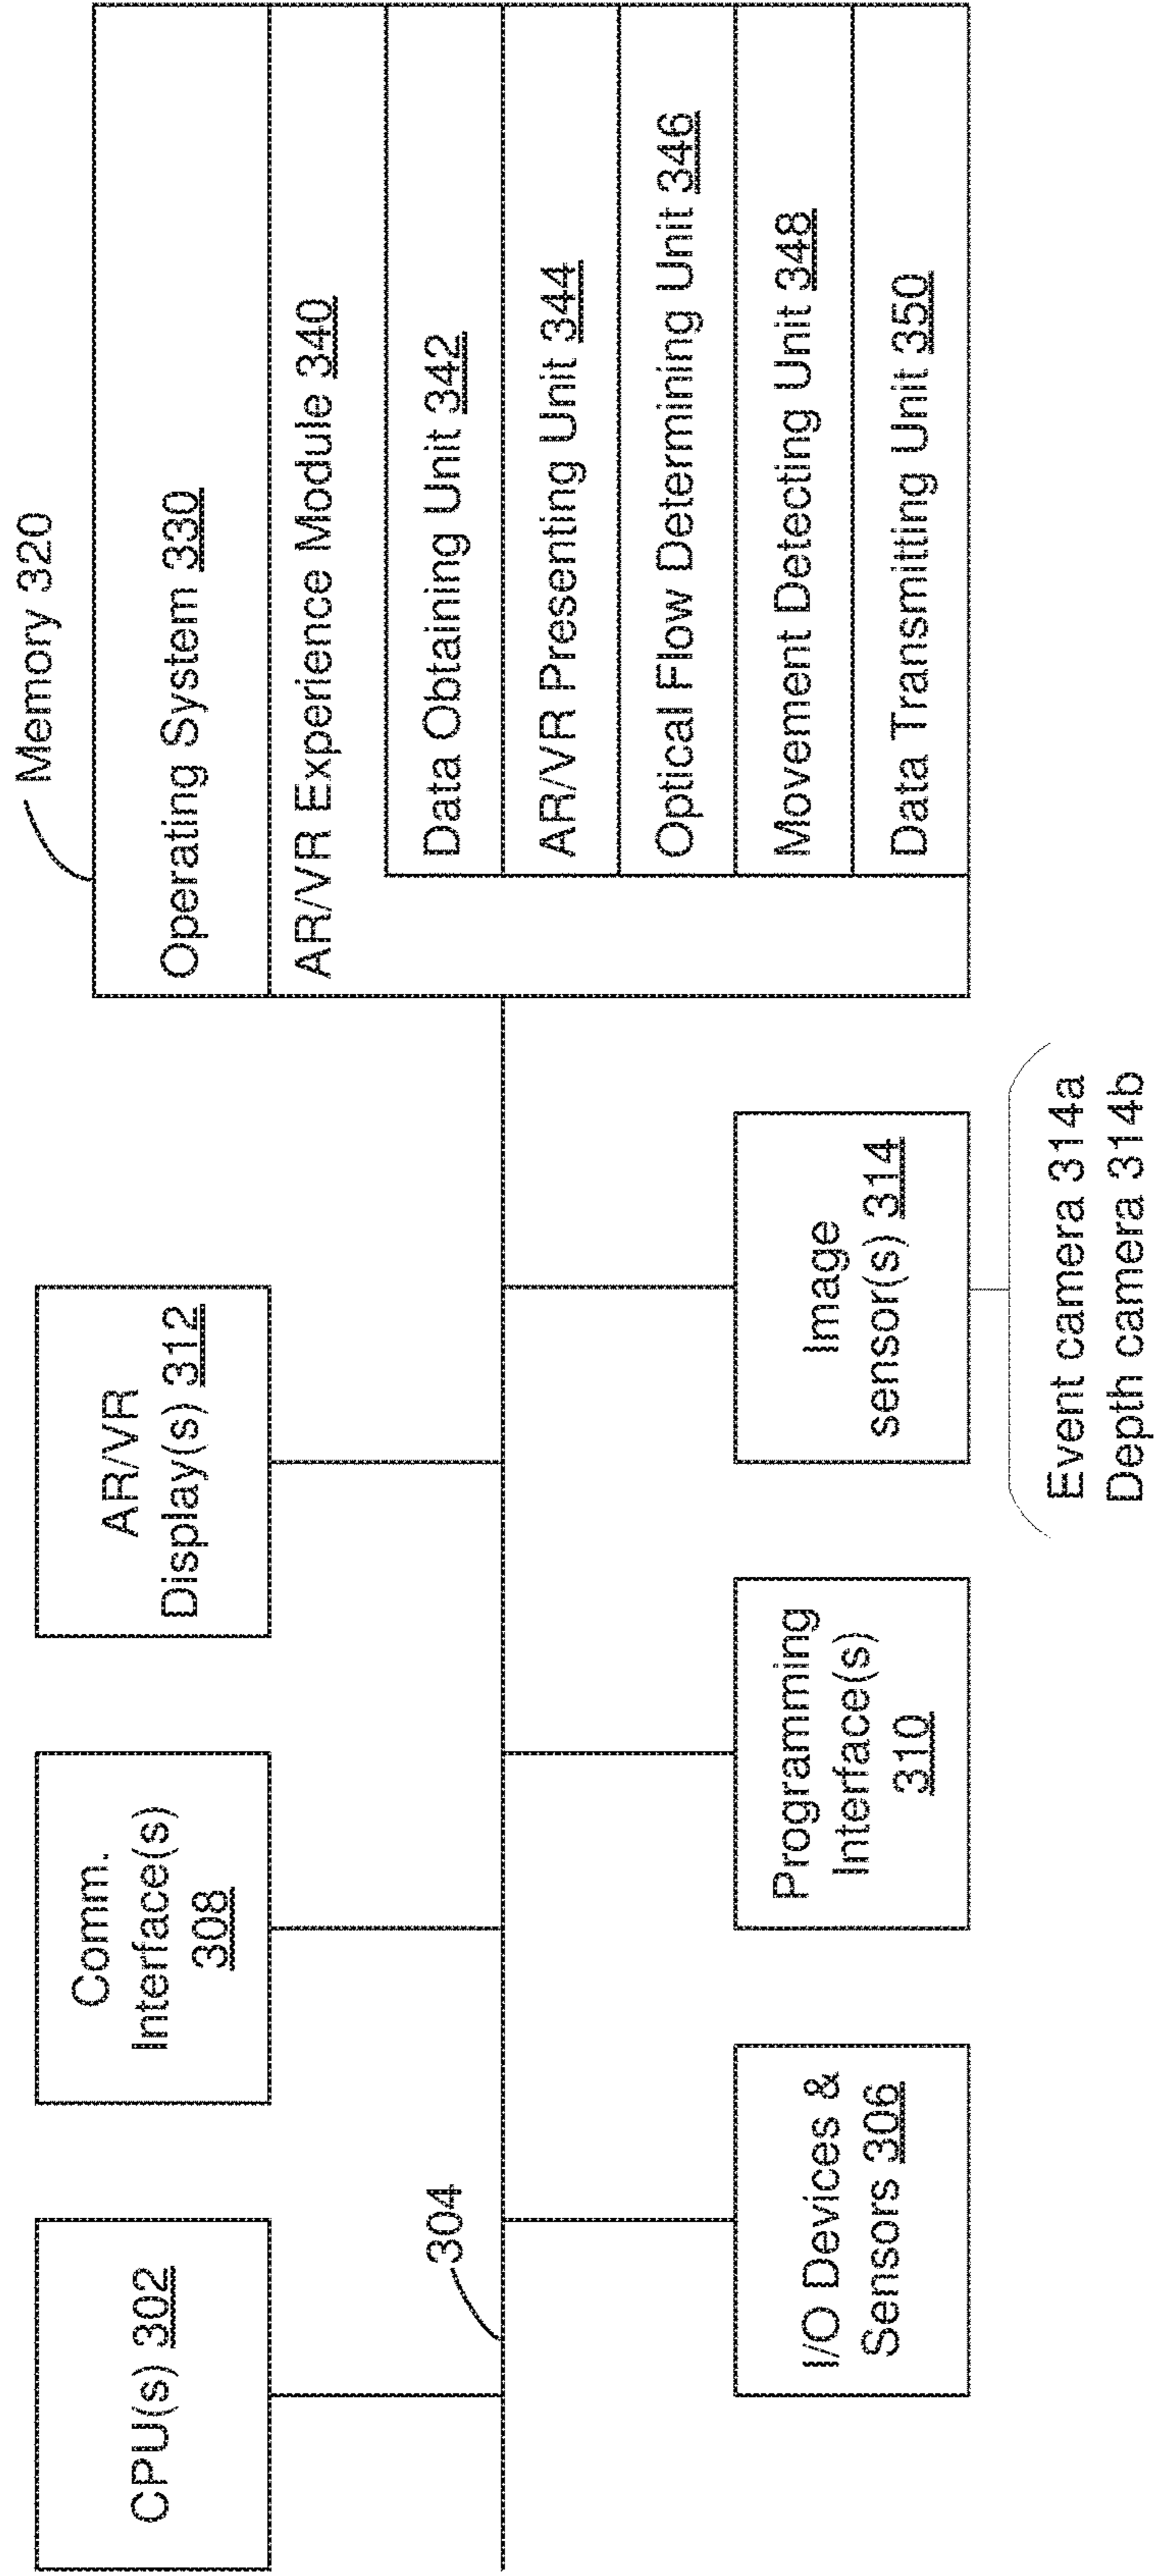 CPU(s) 302
Comm.
Interface(s)
308
AR/VR
Display(s) 312
304
I/O Devices &
Sensors 306
Programming
Interface(s)
310
Image
sensor(s) 314
Event camera 314a
Depth camera 314b
Memory 320
Operating System 330
AR/VR Experience Module 340
Data Obtaining Unit 342
AR/VR Presenting Unit 344
Optical Flow Determining Unit 346
Movement Detecting Unit 348
Data Transmitting Unit 350